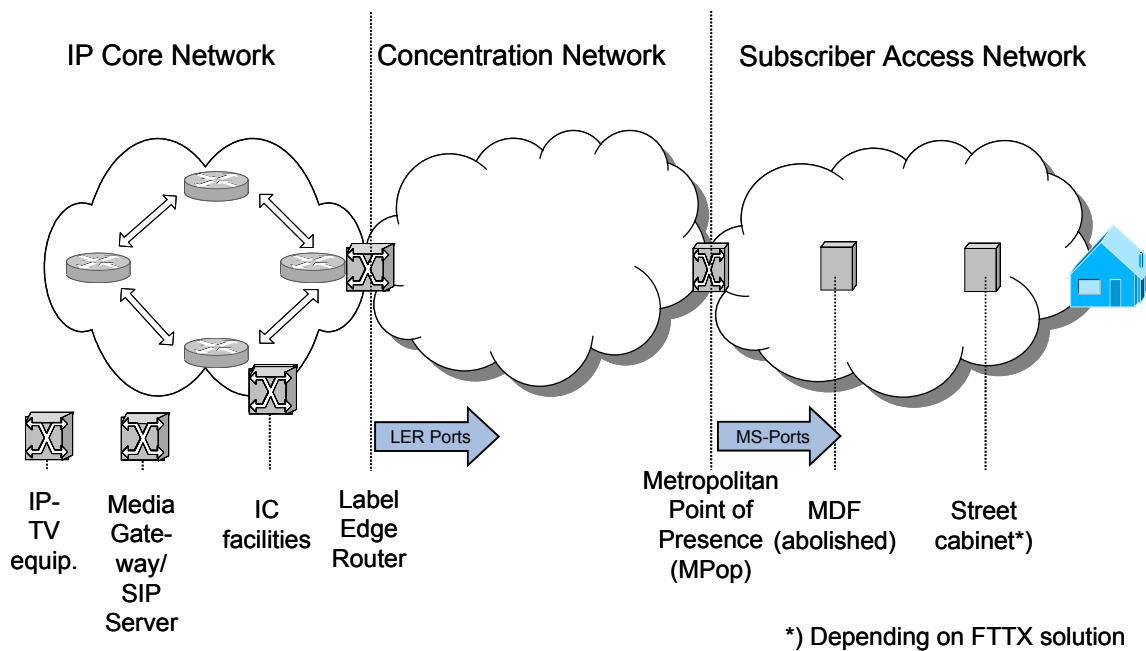 IP Core Network
Concentration Network
Subscriber Access Network
LER Ports
MS-Ports
IP-
TV
equip.
Media
Gate-
way/
SIP
Server
IC
facilities
Label
Edge
Router
Metropolitan
Point of
Presence
(MPop)
MDF
(abolished)
Street
cabinet*)
*) Depending on FTTX solution